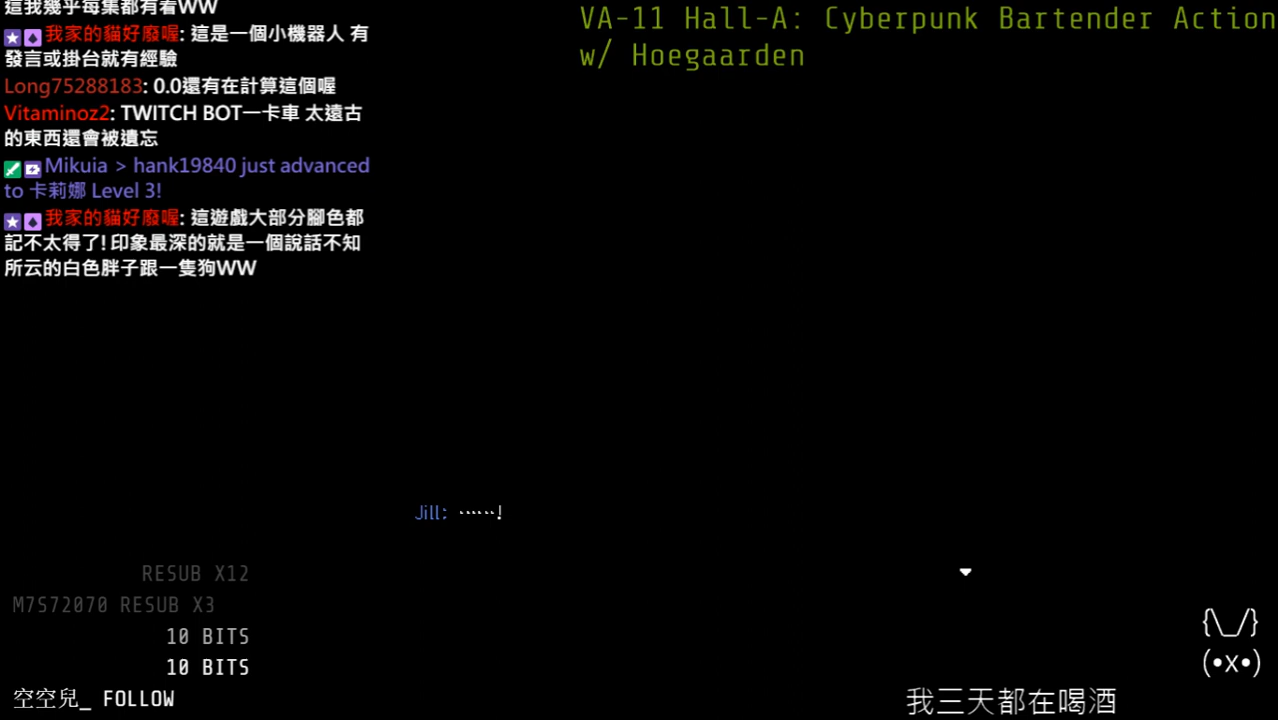 這我幾乎每集都有看WW
我家的貓好廢喔: 這是一個小機器人 有
發言或掛台就有經驗
Long75288183: 0.0還有在計算這個喔
Vitaminoz2: TWITCH BOT一卡車 太遠古
的東西還會被遺忘
Mikuia > hank19840 just advanced
to 卡莉娜 Level 3!
我家的貓好廢喔: 這遊戲大部分腳色都
記不太得了! 印象最深的就是一個說話不知
所云的白色胖子跟一隻狗WW
VA-11 Hall-A: Cyberpunk Bartender Action
w/ Hoegaarden
Jill: ……!
RESUB X12
M7S72070 RESUB X3
10 BITS
10 BITS
空空兒_ FOLLOW
{\_/}
(•x•)
我三天都在喝酒